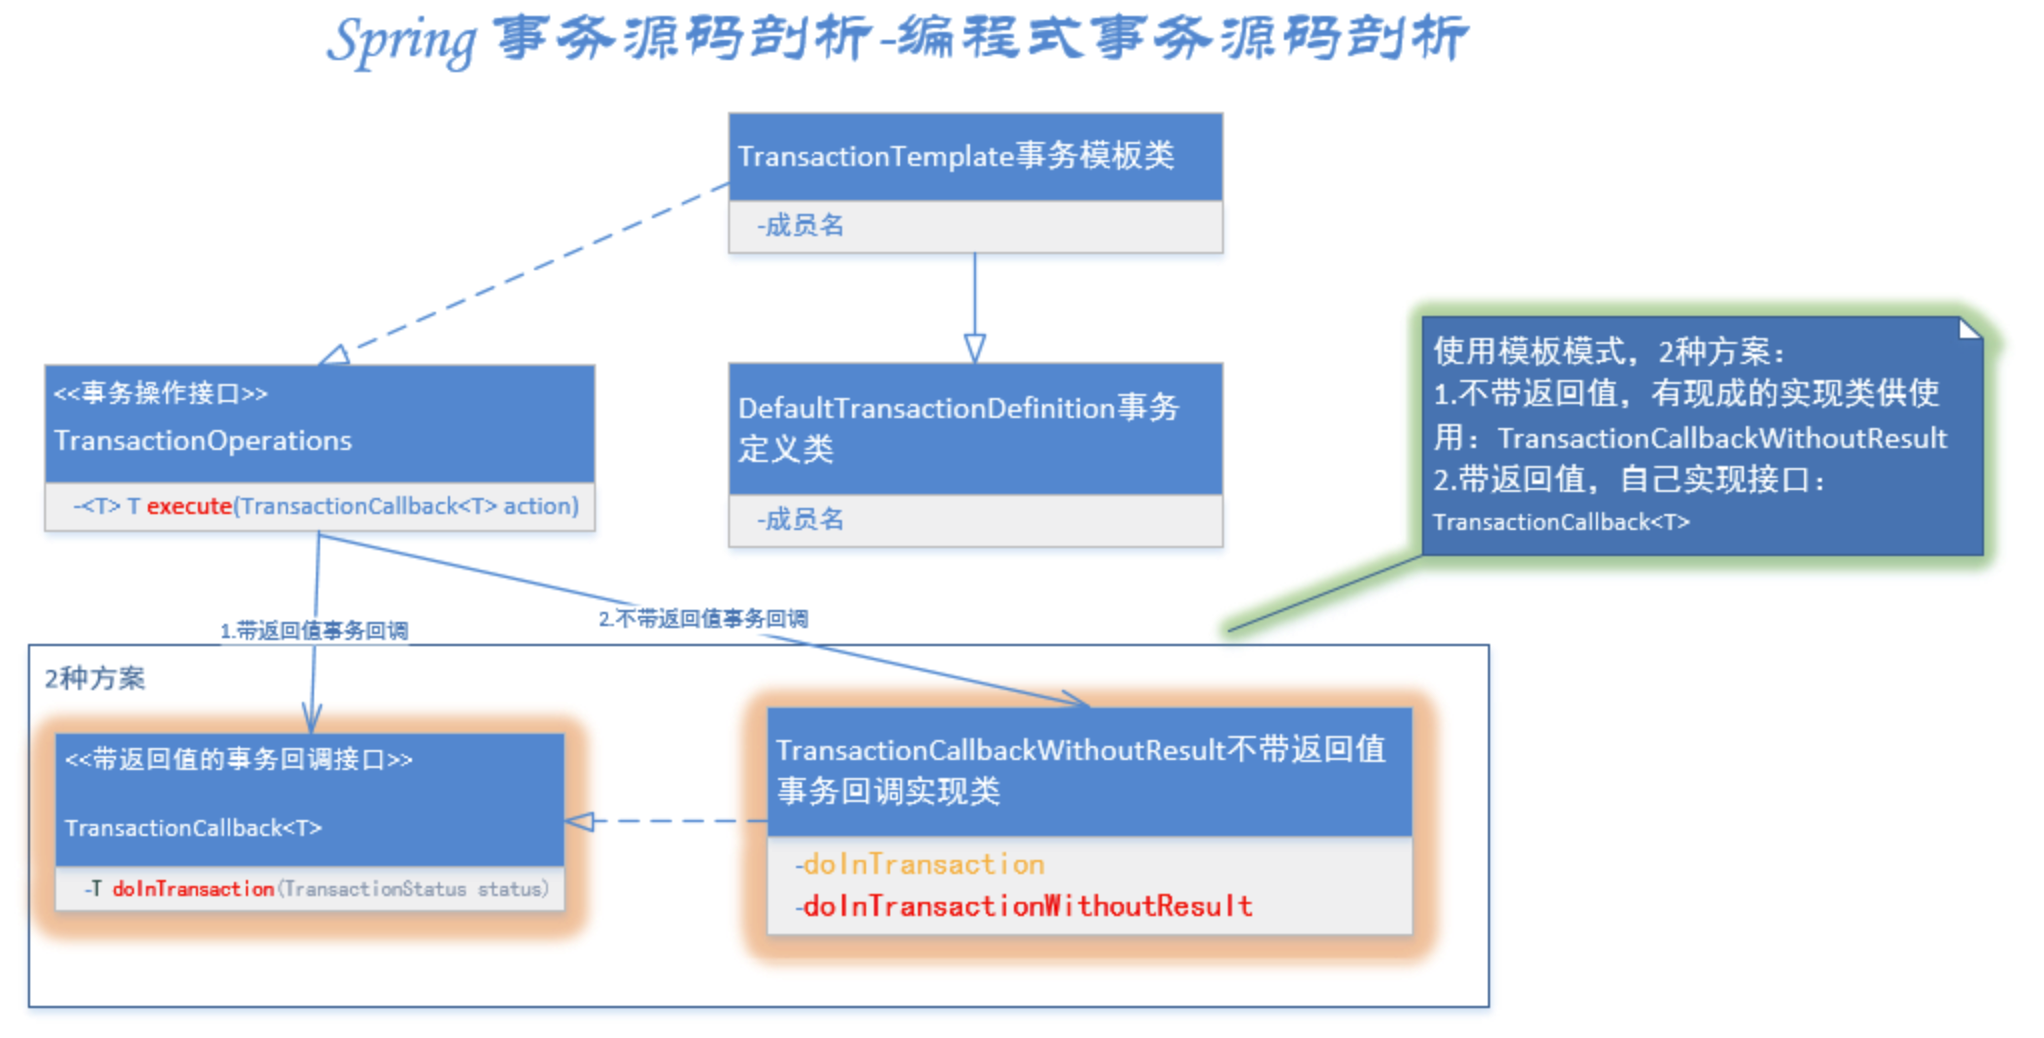 Spring 事务源码剖析-编程式事务源码剖析
TransactionTemplate事务模板类
-成员名
<<事务操作接口>>
TransactionOperations
-<T> T execute(TransactionCallback<T> action)
DefaultTransactionDefinition事务
定义类
-成员名
使用模板模式，2种方案：
1.不带返回值，有现成的实现类供使
用：TransactionCallbackWithoutResult
2.带返回值，自己实现接口：
TransactionCallback<T>
1.带返回值事务回调
2.不带返回值事务回调
2种方案
<<带返回值的事务回调接口>>
TransactionCallback<T>
-T doInTransaction(TransactionStatus status)
TransactionCallbackWithoutResult不带返回值
事务回调实现类
-doInTransaction
-doInTransactionWithoutResult